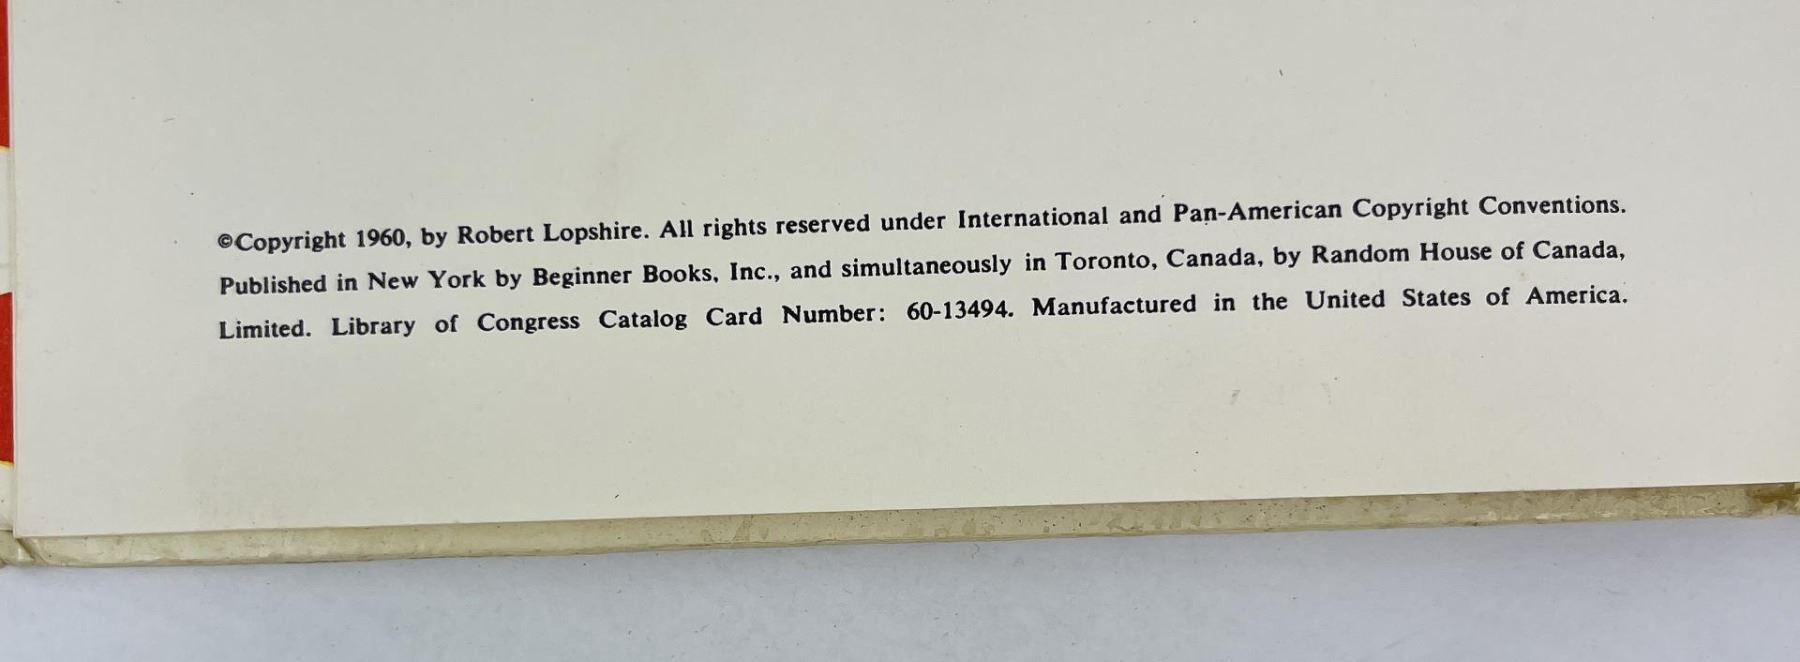 ©Copyright 1960, by Robert Lopshire. All rights reserved under International and Pan-American Copyright Conventions.
Published in New York by Beginner Books, Inc., and simultaneously in Toronto, Canada, by Random House of Canada,
Limited. Library of Congress Catalog Card Number: 60-13494. Manufactured in the United States of America.